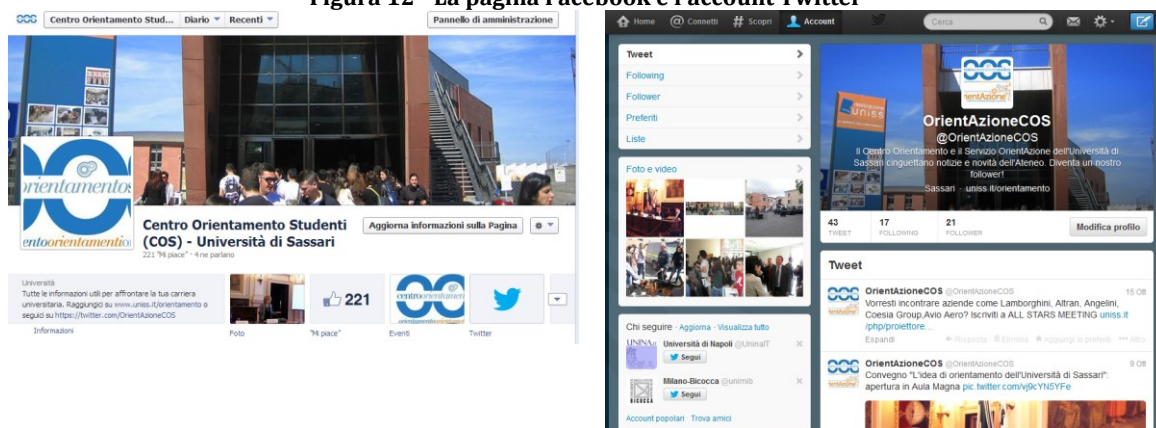 Figura 12 - La pagina Facebook e l'account Twitter
Centro Orientamento Stud... Diario Recenti
Pannello di amministrazione
orientamentos
entoorientamentio
Centro Orientamento Studenti
(COS) - Università di Sassari
221 "Mi piace" · 4 ne parlano
Aggiorna informazioni sulla Pagina
Università
Tutte le informazioni utili per affrontare la tua carriera
universitaria. Raggiungici su www.uniss.it/orientamento o
seguici su https://twitter.com/OrientAzioneCOS
Informazioni
221
Foto
"Mi piace"
Eventi
Twitter
Home Connetti Scopri Account
Cerca
Tweet
Following
Follower
Preferiti
Liste
Foto e video
Chi seguire · Aggiorna · Visualizza tutto
Università di Napoli @UninaIT
Segui
Milano-Bicocca @unimib
Segui
BICOCCA
Account popolari · Trova amici
uniss
OrientAzione
OrientAzioneCOS
@OrientAzioneCOS
Il Centro Orientamento e il Servizio OrientAzione dell'Università di
Sassari cinguettano notizie e novità dell'Ateneo. Diventa un nostro
follower!
Sassari · uniss.it/orientamento
43 TWEET
17 FOLLOWING
21 FOLLOWER
Modifica profilo
Tweet
OrientAzioneCOS @OrientAzioneCOS 15 Ott
Vorresti incontrare aziende come Lamborghini, Altran, Angelini,
Coesia Group,Avio Aero? Iscriviti a ALL STARS MEETING uniss.it
/php/proiettore...
Espandi Risposta Elimina Aggiungi ai preferiti Altro
OrientAzioneCOS @OrientAzioneCOS 9 Ott
Convegno "L'idea di orientamento dell'Università di Sassari":
apertura in Aula Magna pic.twitter.com/vj9cYN5YFe